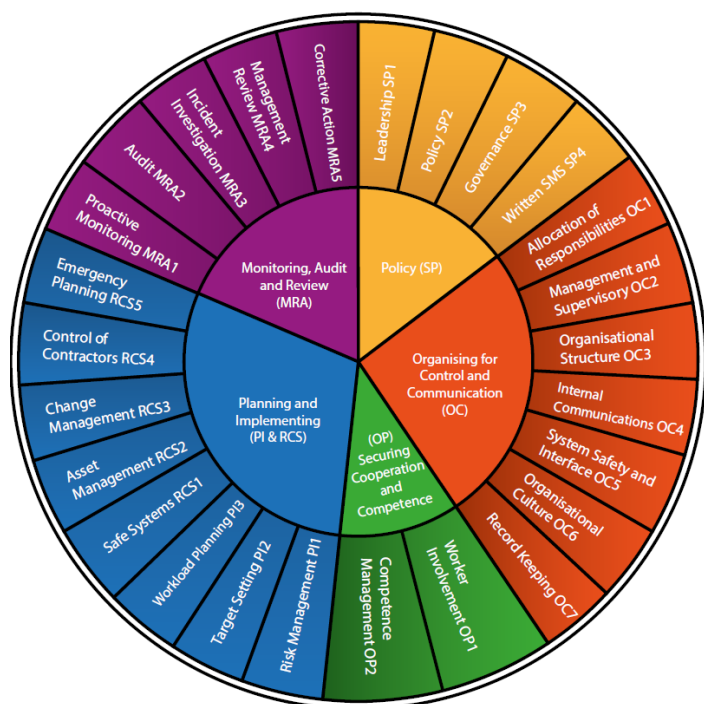 Leadership SP1
Policy SP2
Governance SP3
Written SMS SP4
Allocation of
Responsibilities OC1
Management and
Supervisory OC2
Organisational
Structure OC3
Internal
Communications OC4
System Safety and
Interface OC5
Organisational
Culture OC6
Record Keeping OC7
Worker
Involvement OP1
Competence
Management OP2
Risk Management PI1
Target Setting PI2
Workload Planning PI3
Safe Systems RCS1
Asset
Management RCS2
Change
Management RCS3
Control of
Contractors RCS4
Emergency
Planning RCS5
Proactive
Monitoring MRA1
Audit MRA2
Incident
Investigation MRA3
Management
Review MRA4
Corrective Action MRA5
Policy (SP)
Organising for
Control and
Communication
(OC)
(OP)
Securing
Cooperation
and
Competence
Planning and
Implementing
(PI & RCS)
Monitoring, Audit
and Review
(MRA)